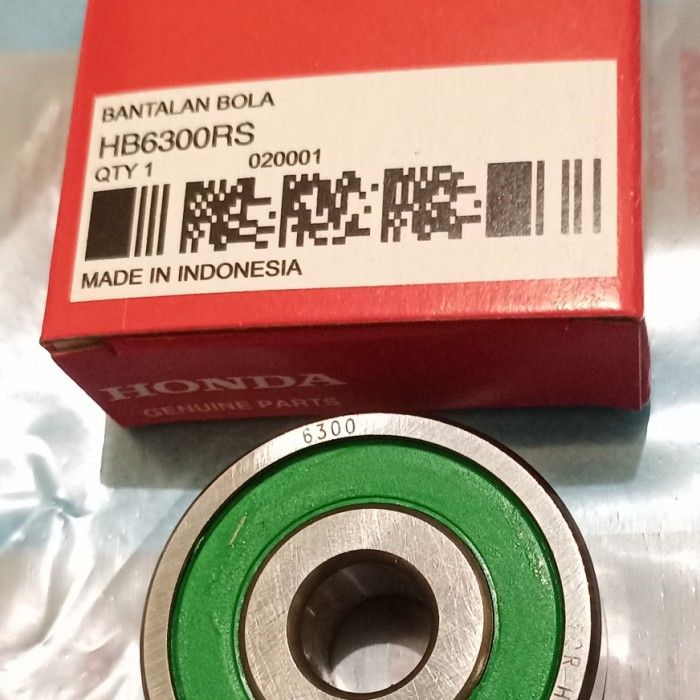 BANTALAN BOLA
HB6300RS
QTY 1
020001
MADE IN INDONESIA
HONDA
GENUINE PARTS
6300